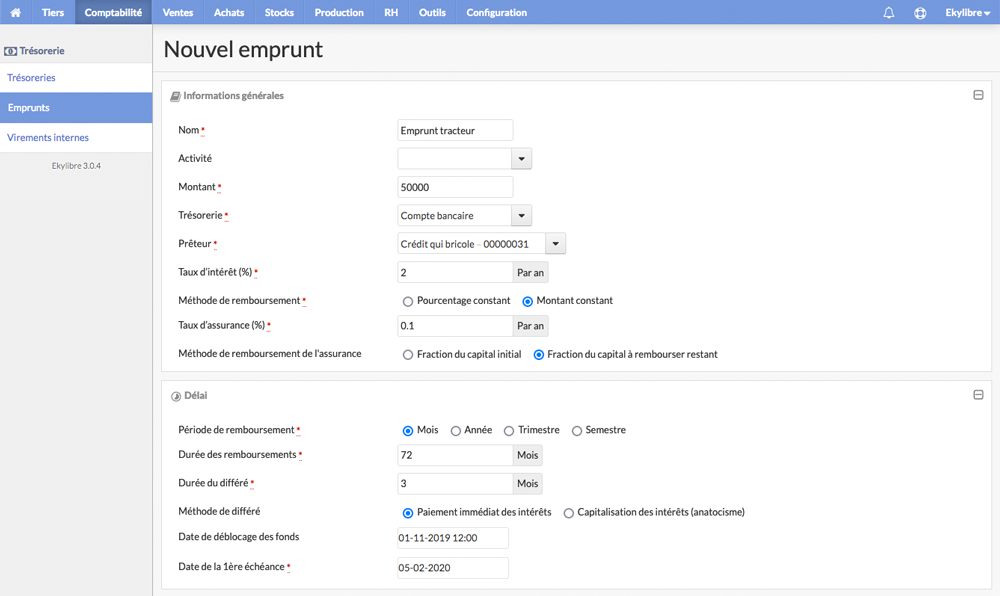 Tiers Comptabilité Ventes Achats Stocks Production RH Outils Configuration Ekylibre
Trésorerie
Trésoreries
Emprunts
Virements internes
Ekylibre 3.0.4
Nouvel emprunt
Informations générales
Nom * Emprunt tracteur
Activité
Montant * 50000
Trésorerie * Compte bancaire
Prêteur * Crédit qui bricole - 00000031
Taux d'intérêt (%) * 2 Par an
Méthode de remboursement * Pourcentage constant Montant constant
Taux d'assurance (%) * 0.1 Par an
Méthode de remboursement de l'assurance Fraction du capital initial Fraction du capital à rembourser restant
Délai
Période de remboursement * Mois Année Trimestre Semestre
Durée des remboursements * 72 Mois
Durée du différé * 3 Mois
Méthode de différé Paiement immédiat des intérêts Capitalisation des intérêts (anatocisme)
Date de déblocage des fonds 01-11-2019 12:00
Date de la 1ère échéance * 05-02-2020